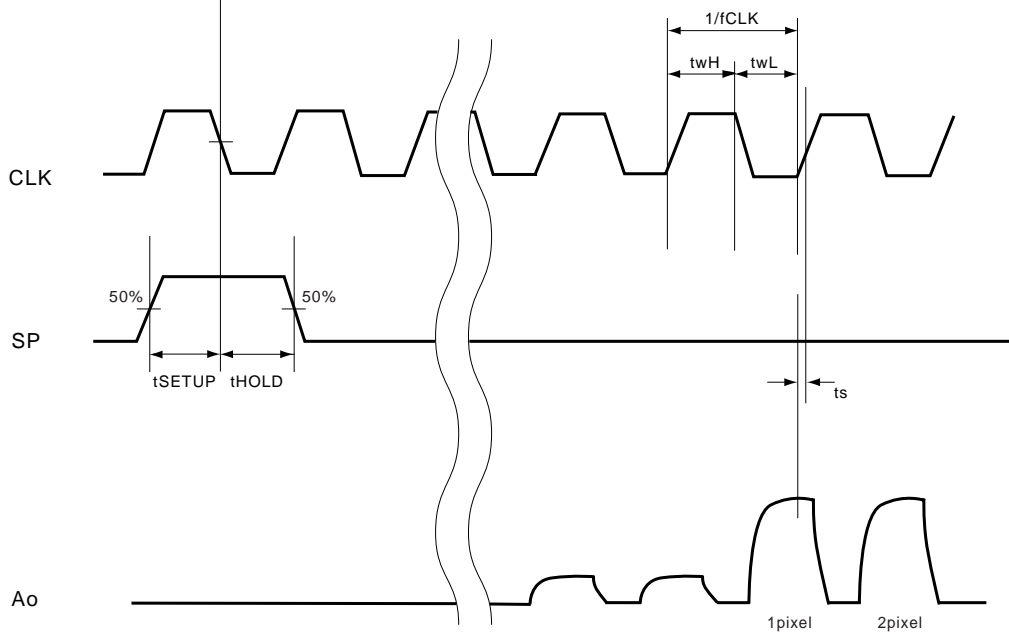 1/fCLK
twH
twL
CLK
50%
50%
SP
tSETUP
tHOLD
ts
Ao
1pixel
2pixel